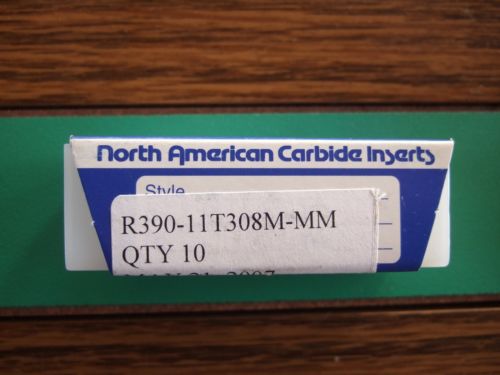 North American Carbide Inserts
Style
R390-11T308M-MM
QTY 10